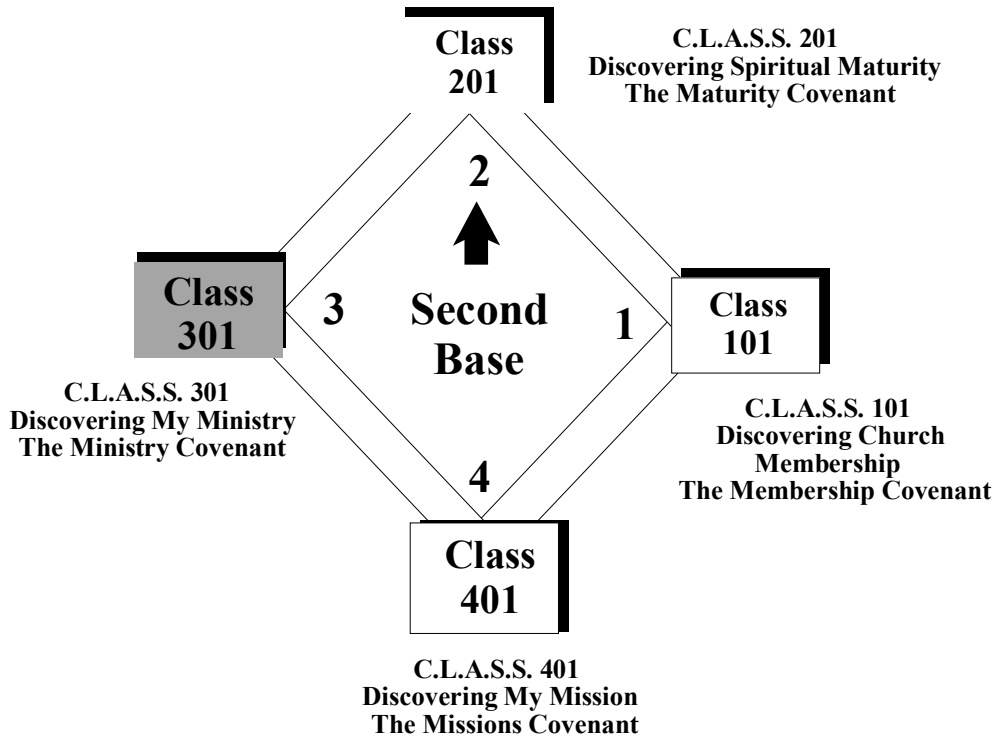 Class
201
C.L.A.S.S. 201
Discovering Spiritual Maturity
The Maturity Covenant
2
Class
301
3
Second
Base
1
Class
101
C.L.A.S.S. 301
Discovering My Ministry
The Ministry Covenant
C.L.A.S.S. 101
Discovering Church
Membership
The Membership Covenant
4
Class
401
C.L.A.S.S. 401
Discovering My Mission
The Missions Covenant